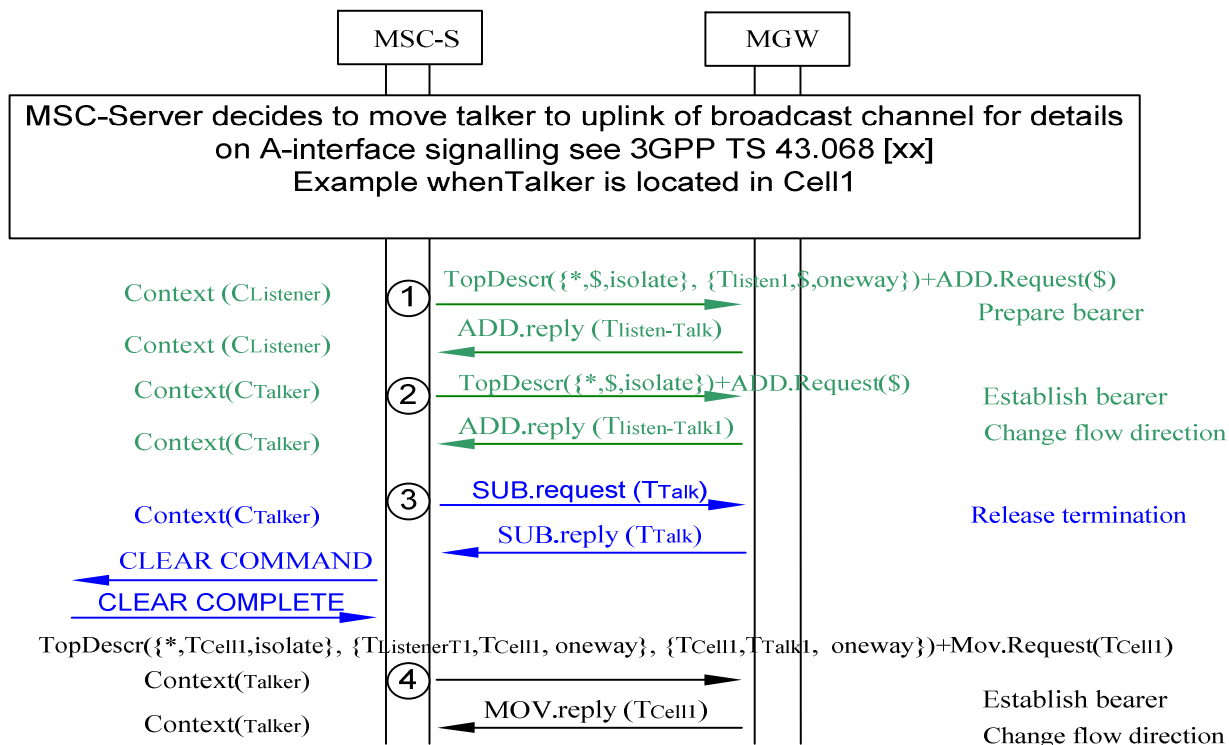 MSC-S
MGW
MSC-Server decides to move talker to uplink of broadcast channel for details
on A-interface signalling see 3GPP TS 43.068 [xx]
Example whenTalker is located in Cell1
TopDescr({*,$,isolate}, {Tlisten1,$,oneway})+ADD.Request($)
Context (CListener)
1
Prepare bearer
ADD.reply (Tlisten-Talk)
Context (CListener)
TopDescr({*,$,isolate})+ADD.Request($)
Context(CTalker)
2
Establish bearer
ADD.reply (Tlisten-Talk1)
Context(CTalker)
Change flow direction
SUB.request (TTalk)
3
Context(CTalker)
Release termination
SUB.reply (TTalk)
CLEAR COMMAND
CLEAR COMPLETE
TopDescr({*,TCell1,isolate}, {TListenerT1,TCell1, oneway}, {TCell1,TTalk1, oneway})+Mov.Request(TCell1)
Context(Talker)
4
Establish bearer
MOV.reply (TCell1)
Context(Talker)
Change flow direction